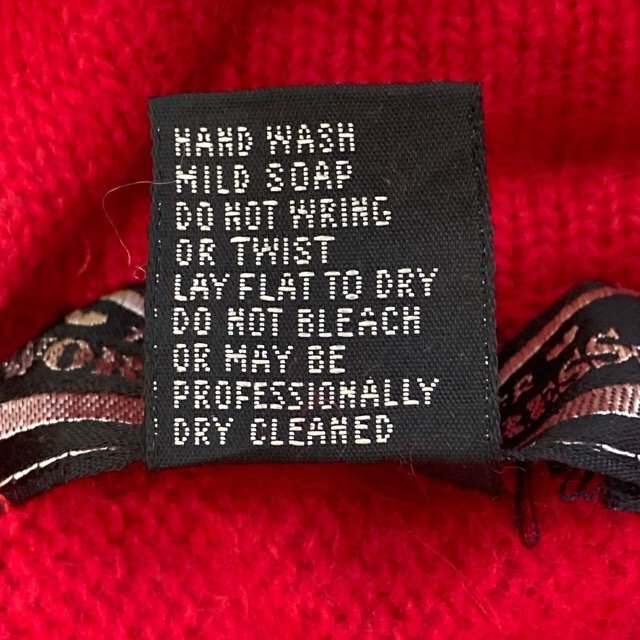 HAND WASH
MILD SOAP
DO NOT WRING
OR TWIST
LAY FLAT TO DRY
DO NOT BLEACH
OR MAY BE
PROFESSIONALLY
DRY CLEANED